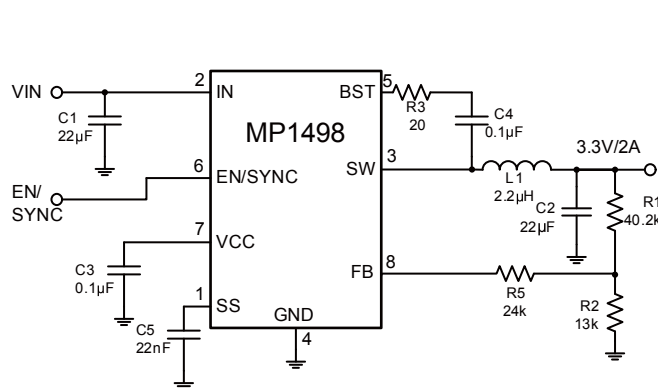 VIN
C1
22µF
2
IN
BST
5
R3
20
C4
0.1µF
MP1498
SW
3
L1
2.2µH
3.3V/2A
C2
22µF
R1
40.2k
EN/
SYNC
6
EN/SYNC
7
VCC
C3
0.1µF
FB
8
R5
24k
R2
13k
1
SS
C5
22nF
GND
4